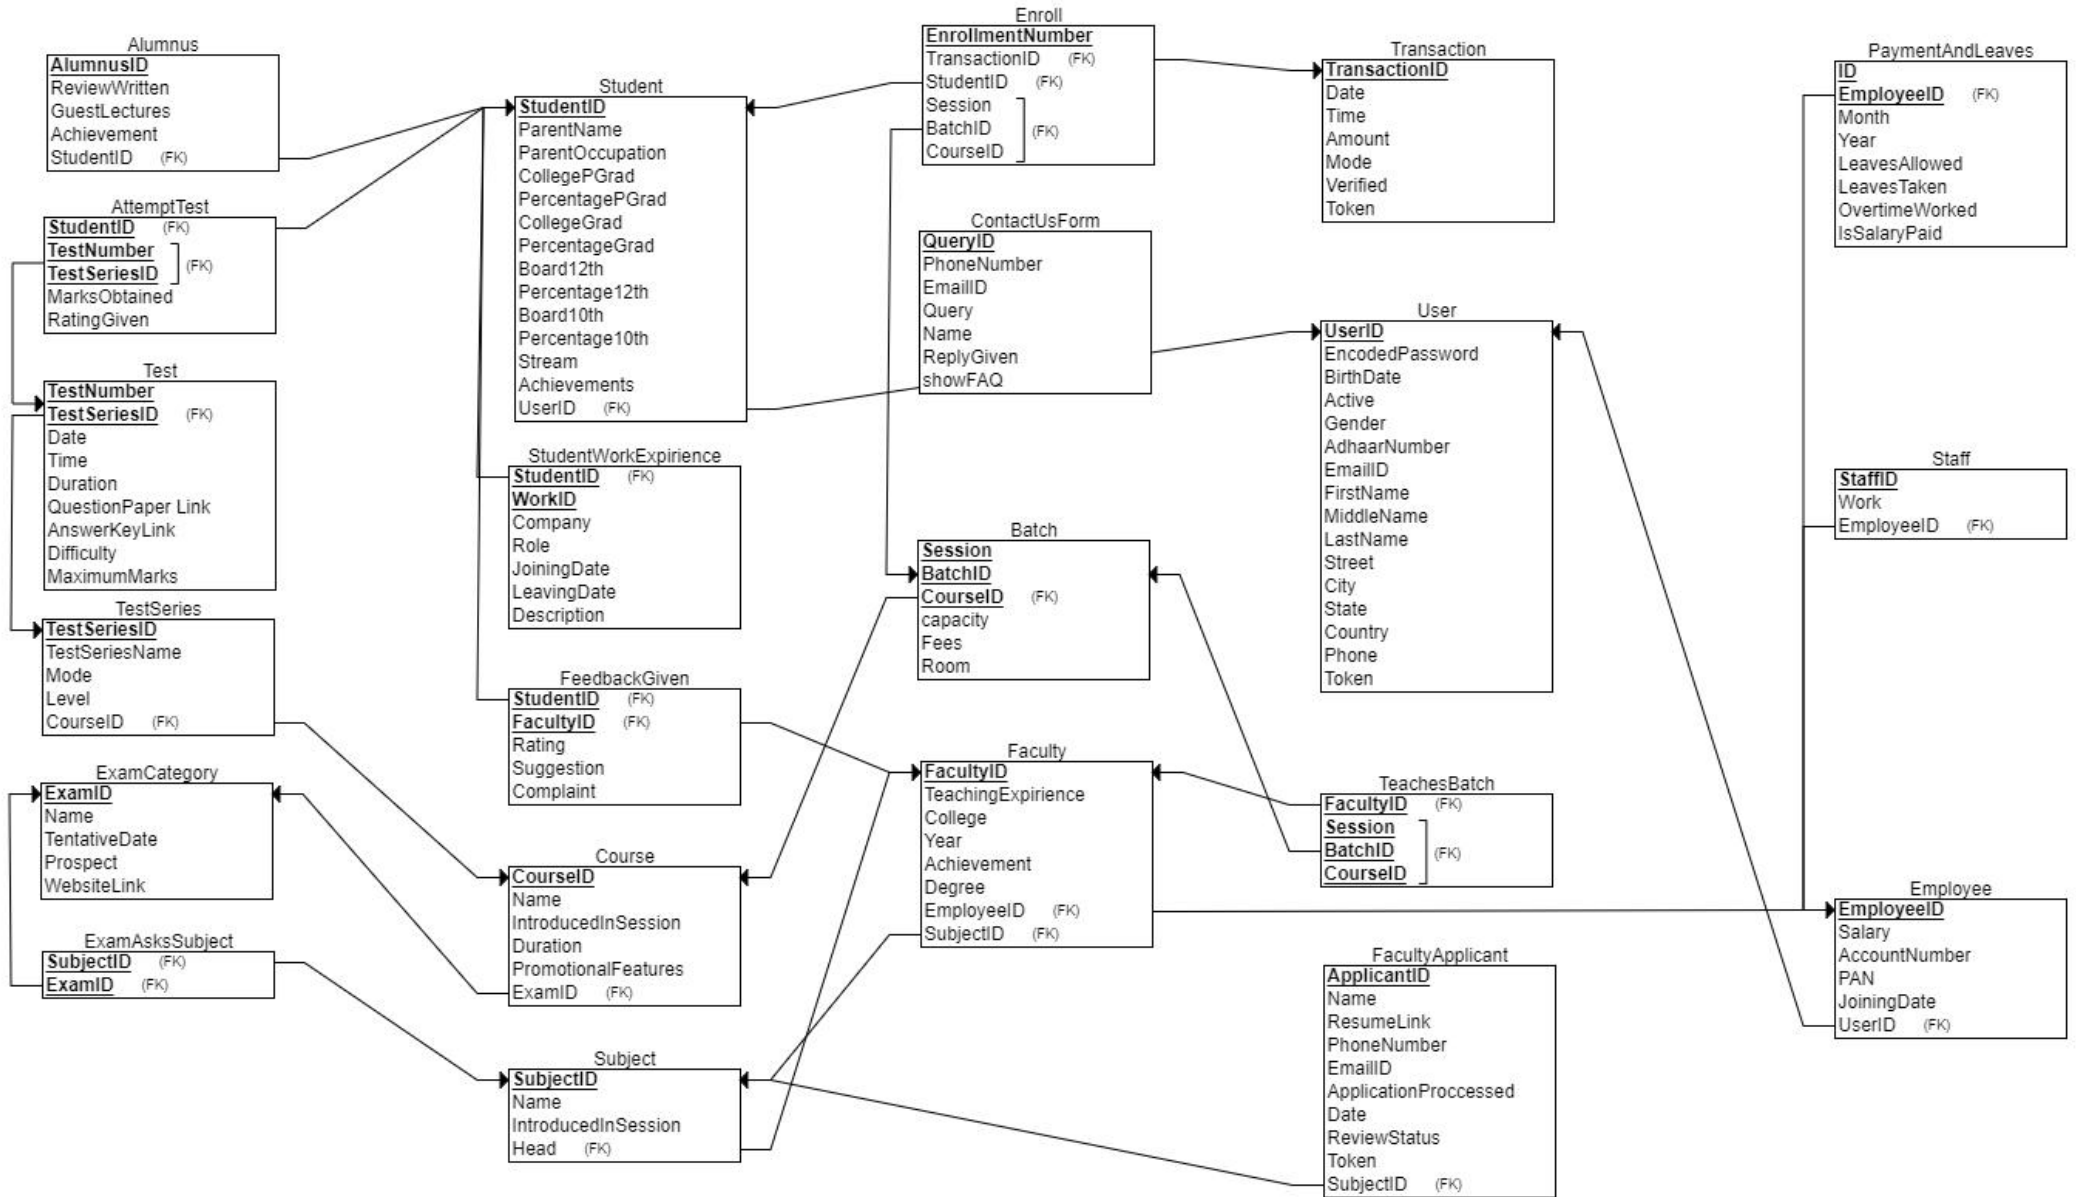 Alumnus
AlumnusID
ReviewWritten
GuestLectures
Achievement
StudentID (FK)
AttemptTest
StudentID (FK)
TestNumber
TestSeriesID (FK)
MarksObtained
RatingGiven
Test
TestNumber
TestSeriesID (FK)
Date
Time
Duration
QuestionPaper Link
AnswerKeyLink
Difficulty
MaximumMarks
TestSeries
TestSeriesID
TestSeriesName
Mode
Level
CourseID (FK)
ExamCategory
ExamID
Name
TentativeDate
Prospect
WebsiteLink
ExamAsksSubject
SubjectID (FK)
ExamID (FK)
Student
StudentID
ParentName
ParentOccupation
CollegePGrad
PercentagePGrad
CollegeGrad
PercentageGrad
Board12th
Percentage12th
Board10th
Percentage10th
Stream
Achievements
UserID (FK)
StudentWorkExpirience
StudentID (FK)
WorkID
Company
Role
JoiningDate
LeavingDate
Description
FeedbackGiven
StudentID (FK)
FacultyID (FK)
Rating
Suggestion
Complaint
Course
CourseID
Name
IntroducedInSession
Duration
PromotionalFeatures
ExamID (FK)
Subject
SubjectID
Name
IntroducedInSession
Head (FK)
Enroll
EnrollmentNumber
TransactionID (FK)
StudentID (FK)
Session
BatchID (FK)
CourseID
ContactUsForm
QueryID
PhoneNumber
EmailID
Query
Name
ReplyGiven
showFAQ
Batch
Session
BatchID
CourseID (FK)
capacity
Fees
Room
Faculty
FacultyID
TeachingExpirience
College
Year
Achievement
Degree
EmployeeID (FK)
SubjectID (FK)
Transaction
TransactionID
Date
Time
Amount
Mode
Verified
Token
User
UserID
EncodedPassword
BirthDate
Active
Gender
AdhaarNumber
EmailID
FirstName
MiddleName
LastName
Street
City
State
Country
Phone
Token
TeachesBatch
FacultyID (FK)
Session
BatchID (FK)
CourseID
FacultyApplicant
ApplicantID
Name
ResumeLink
PhoneNumber
EmailID
ApplicationProccessed
Date
ReviewStatus
Token
SubjectID (FK)
PaymentAndLeaves
ID
EmployeeID (FK)
Month
Year
LeavesAllowed
LeavesTaken
OvertimeWorked
IsSalaryPaid
Staff
StaffID
Work
EmployeeID (FK)
Employee
EmployeeID
Salary
AccountNumber
PAN
JoiningDate
UserID (FK)